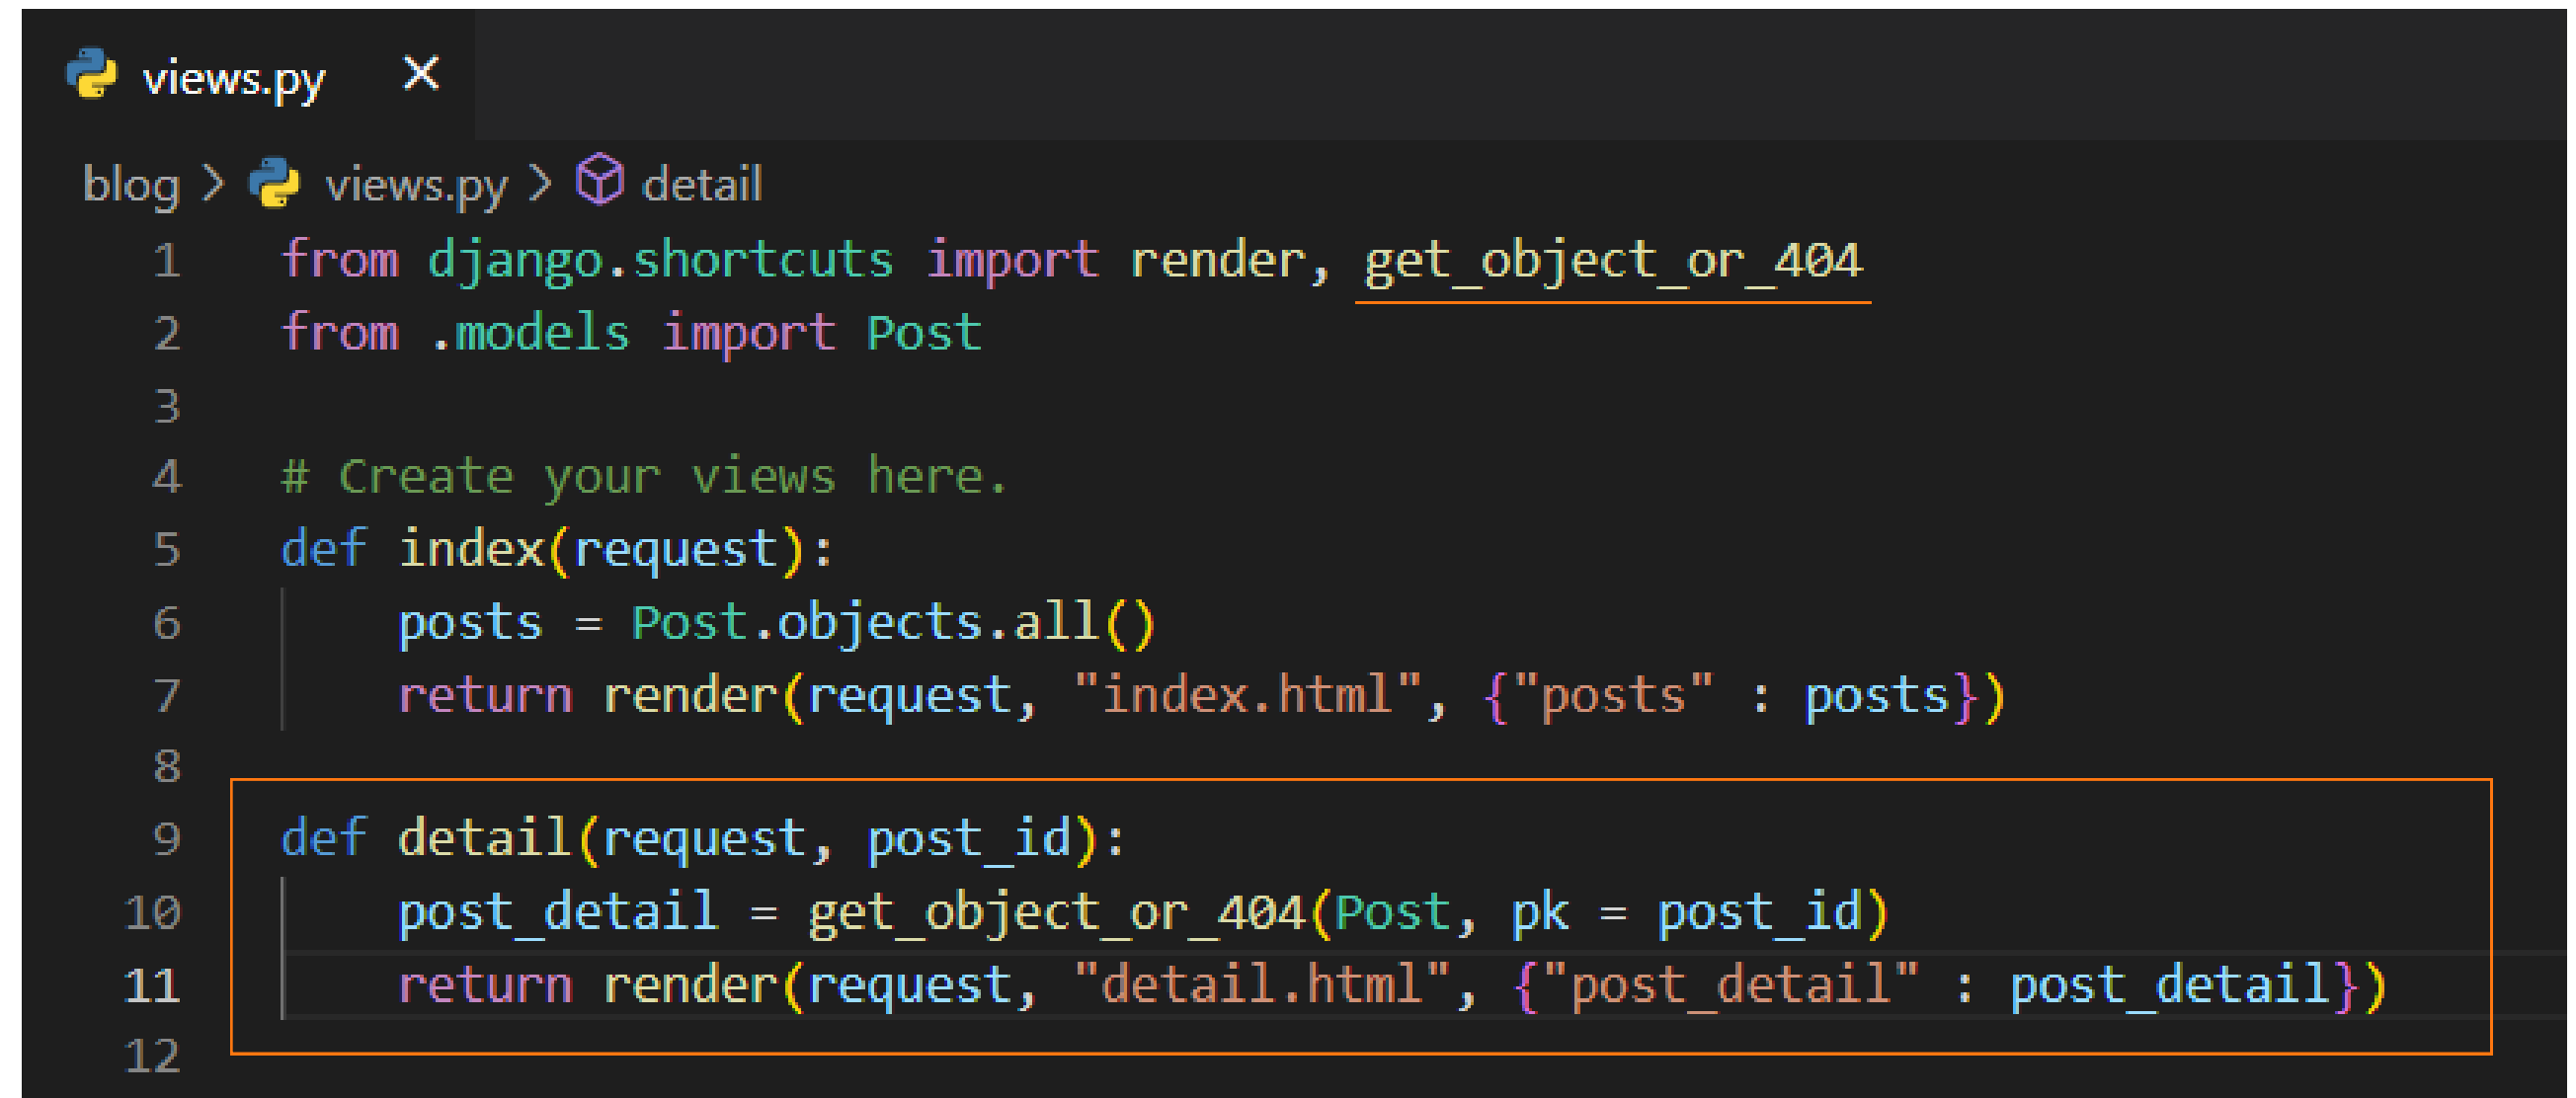 views.py ×
blog > views.py > detail
1 from django.shortcuts import render, get_object_or_404
2 from .models import Post
3
4 # Create your views here.
5 def index(request):
6     posts = Post.objects.all()
7     return render(request, "index.html", {"posts" : posts})
8
9 def detail(request, post_id):
10     post_detail = get_object_or_404(Post, pk = post_id)
11     return render(request, "detail.html", {"post_detail" : post_detail})
12